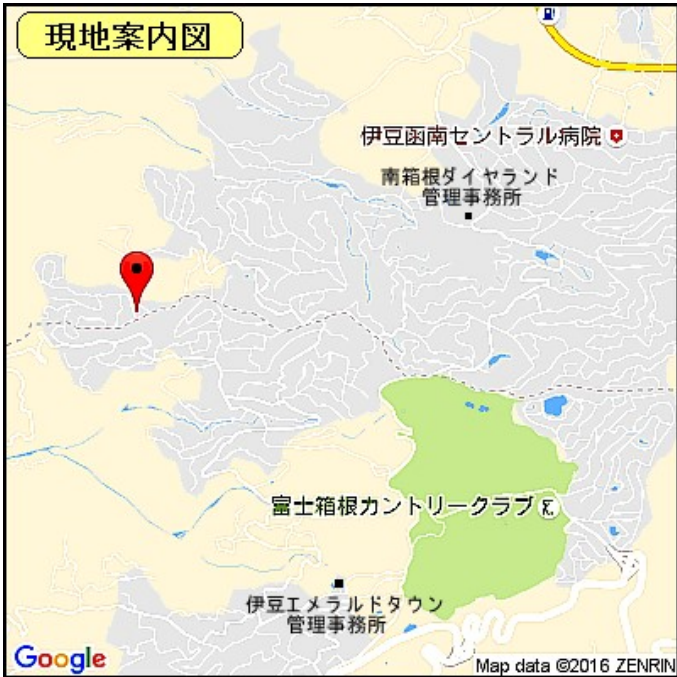 現地案内図
伊豆函南セントラル病院
南箱根ダイヤランド
管理事務所
富士箱根カントリークラブ
伊豆エメラルドタウン
管理事務所
Google
Map data ©2016 ZENRIN